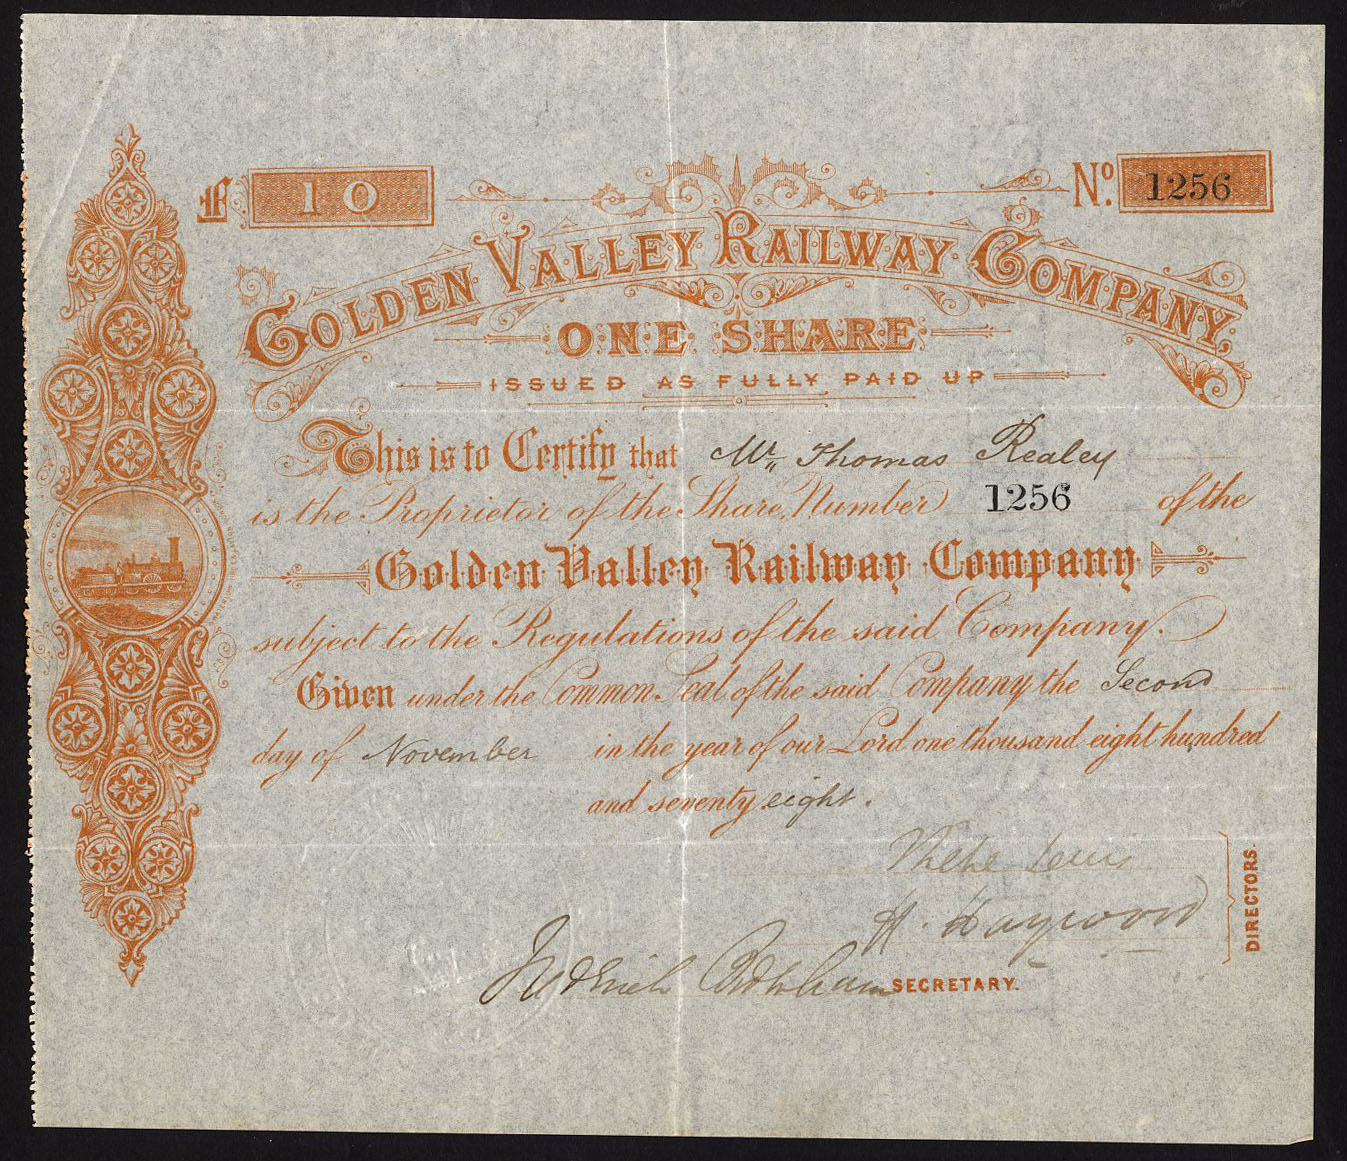 £ 10
No. 1256
GOLDEN VALLEY RAILWAY COMPANY,
ONE SHARE
ISSUED AS FULLY PAID UP
This is to Certify that Mr. Thomas Realey
is the Proprietor of the Share, Number 1256 of the
Golden Valley Railway Company
subject to the Regulations of the said Company.
Given under the Common Seal of the said Company the Second
day of November in the year of our Lord one thousand eight hundred
and seventy eight.
H. Haywood
DIRECTORS.
SECRETARY.